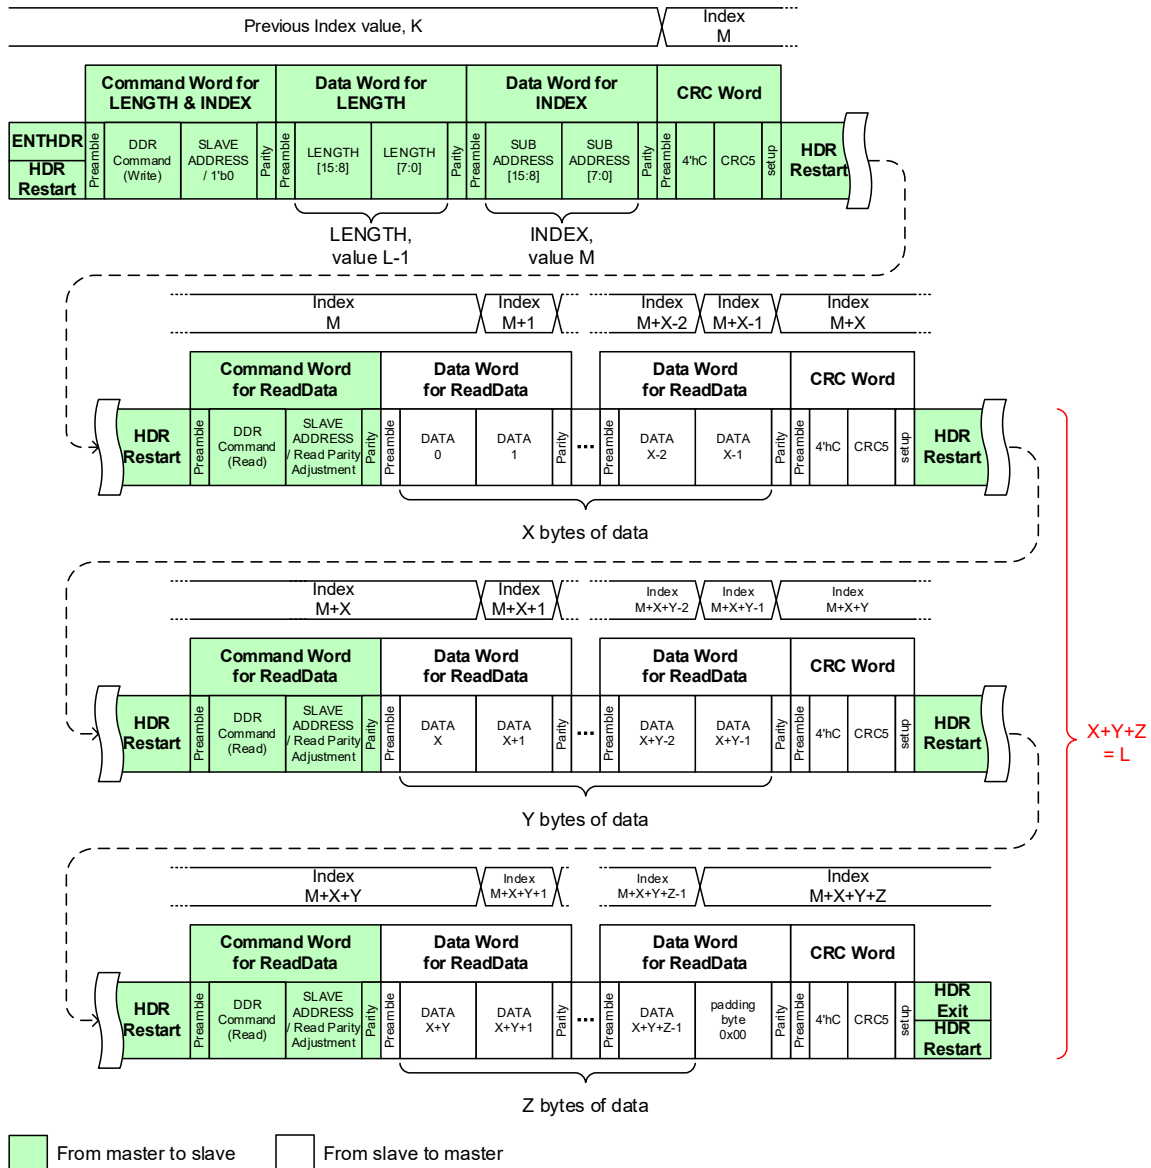 Previous Index value, K
Index
M
Command Word for
LENGTH & INDEX
Data Word for
LENGTH
Data Word for
INDEX
CRC Word
ENTHDR
HDR
Restart
Preamble
DDR
Command
(Write)
SLAVE
ADDRESS
/ 1'b0
Parity
Preamble
LENGTH
[15:8]
LENGTH
[7:0]
Parity
Preamble
SUB
ADDRESS
[15:8]
SUB
ADDRESS
[7:0]
Parity
Preamble
4'hC
CRC5
setup
HDR
Restart
LENGTH,
value L-1
INDEX,
value M
Index
M
Index
M+1
Index
M+X-2
Index
M+X-1
Index
M+X
Command Word
for ReadData
Data Word
for ReadData
Data Word
for ReadData
CRC Word
HDR
Restart
Preamble
DDR
Command
(Read)
SLAVE
ADDRESS
/ Read Parity
Adjustment
Parity
Preamble
DATA
0
DATA
1
Parity
...
Preamble
DATA
X-2
DATA
X-1
Parity
Preamble
4'hC
CRC5
setup
HDR
Restart
X bytes of data
Index
M+X
Index
M+X+1
Index
M+X+Y-2
Index
M+X+Y-1
Index
M+X+Y
Command Word
for ReadData
Data Word
for ReadData
Data Word
for ReadData
CRC Word
HDR
Restart
Preamble
DDR
Command
(Read)
SLAVE
ADDRESS
/ Read Parity
Adjustment
Parity
Preamble
DATA
X
DATA
X+1
Parity
...
Preamble
DATA
X+Y-2
DATA
X+Y-1
Parity
Preamble
4'hC
CRC5
setup
HDR
Restart
X+Y+Z
= L
Y bytes of data
Index
M+X+Y
Index
M+X+Y+1
Index
M+X+Y+Z-1
Index
M+X+Y+Z
Command Word
for ReadData
Data Word
for ReadData
Data Word
for ReadData
CRC Word
HDR
Restart
Preamble
DDR
Command
(Read)
SLAVE
ADDRESS
/ Read Parity
Adjustment
Parity
Preamble
DATA
X+Y
DATA
X+Y+1
Parity
...
Preamble
DATA
X+Y+Z-1
padding
byte
0x00
Parity
Preamble
4'hC
CRC5
setup
HDR
Exit
HDR
Restart
Z bytes of data
From master to slave
From slave to master